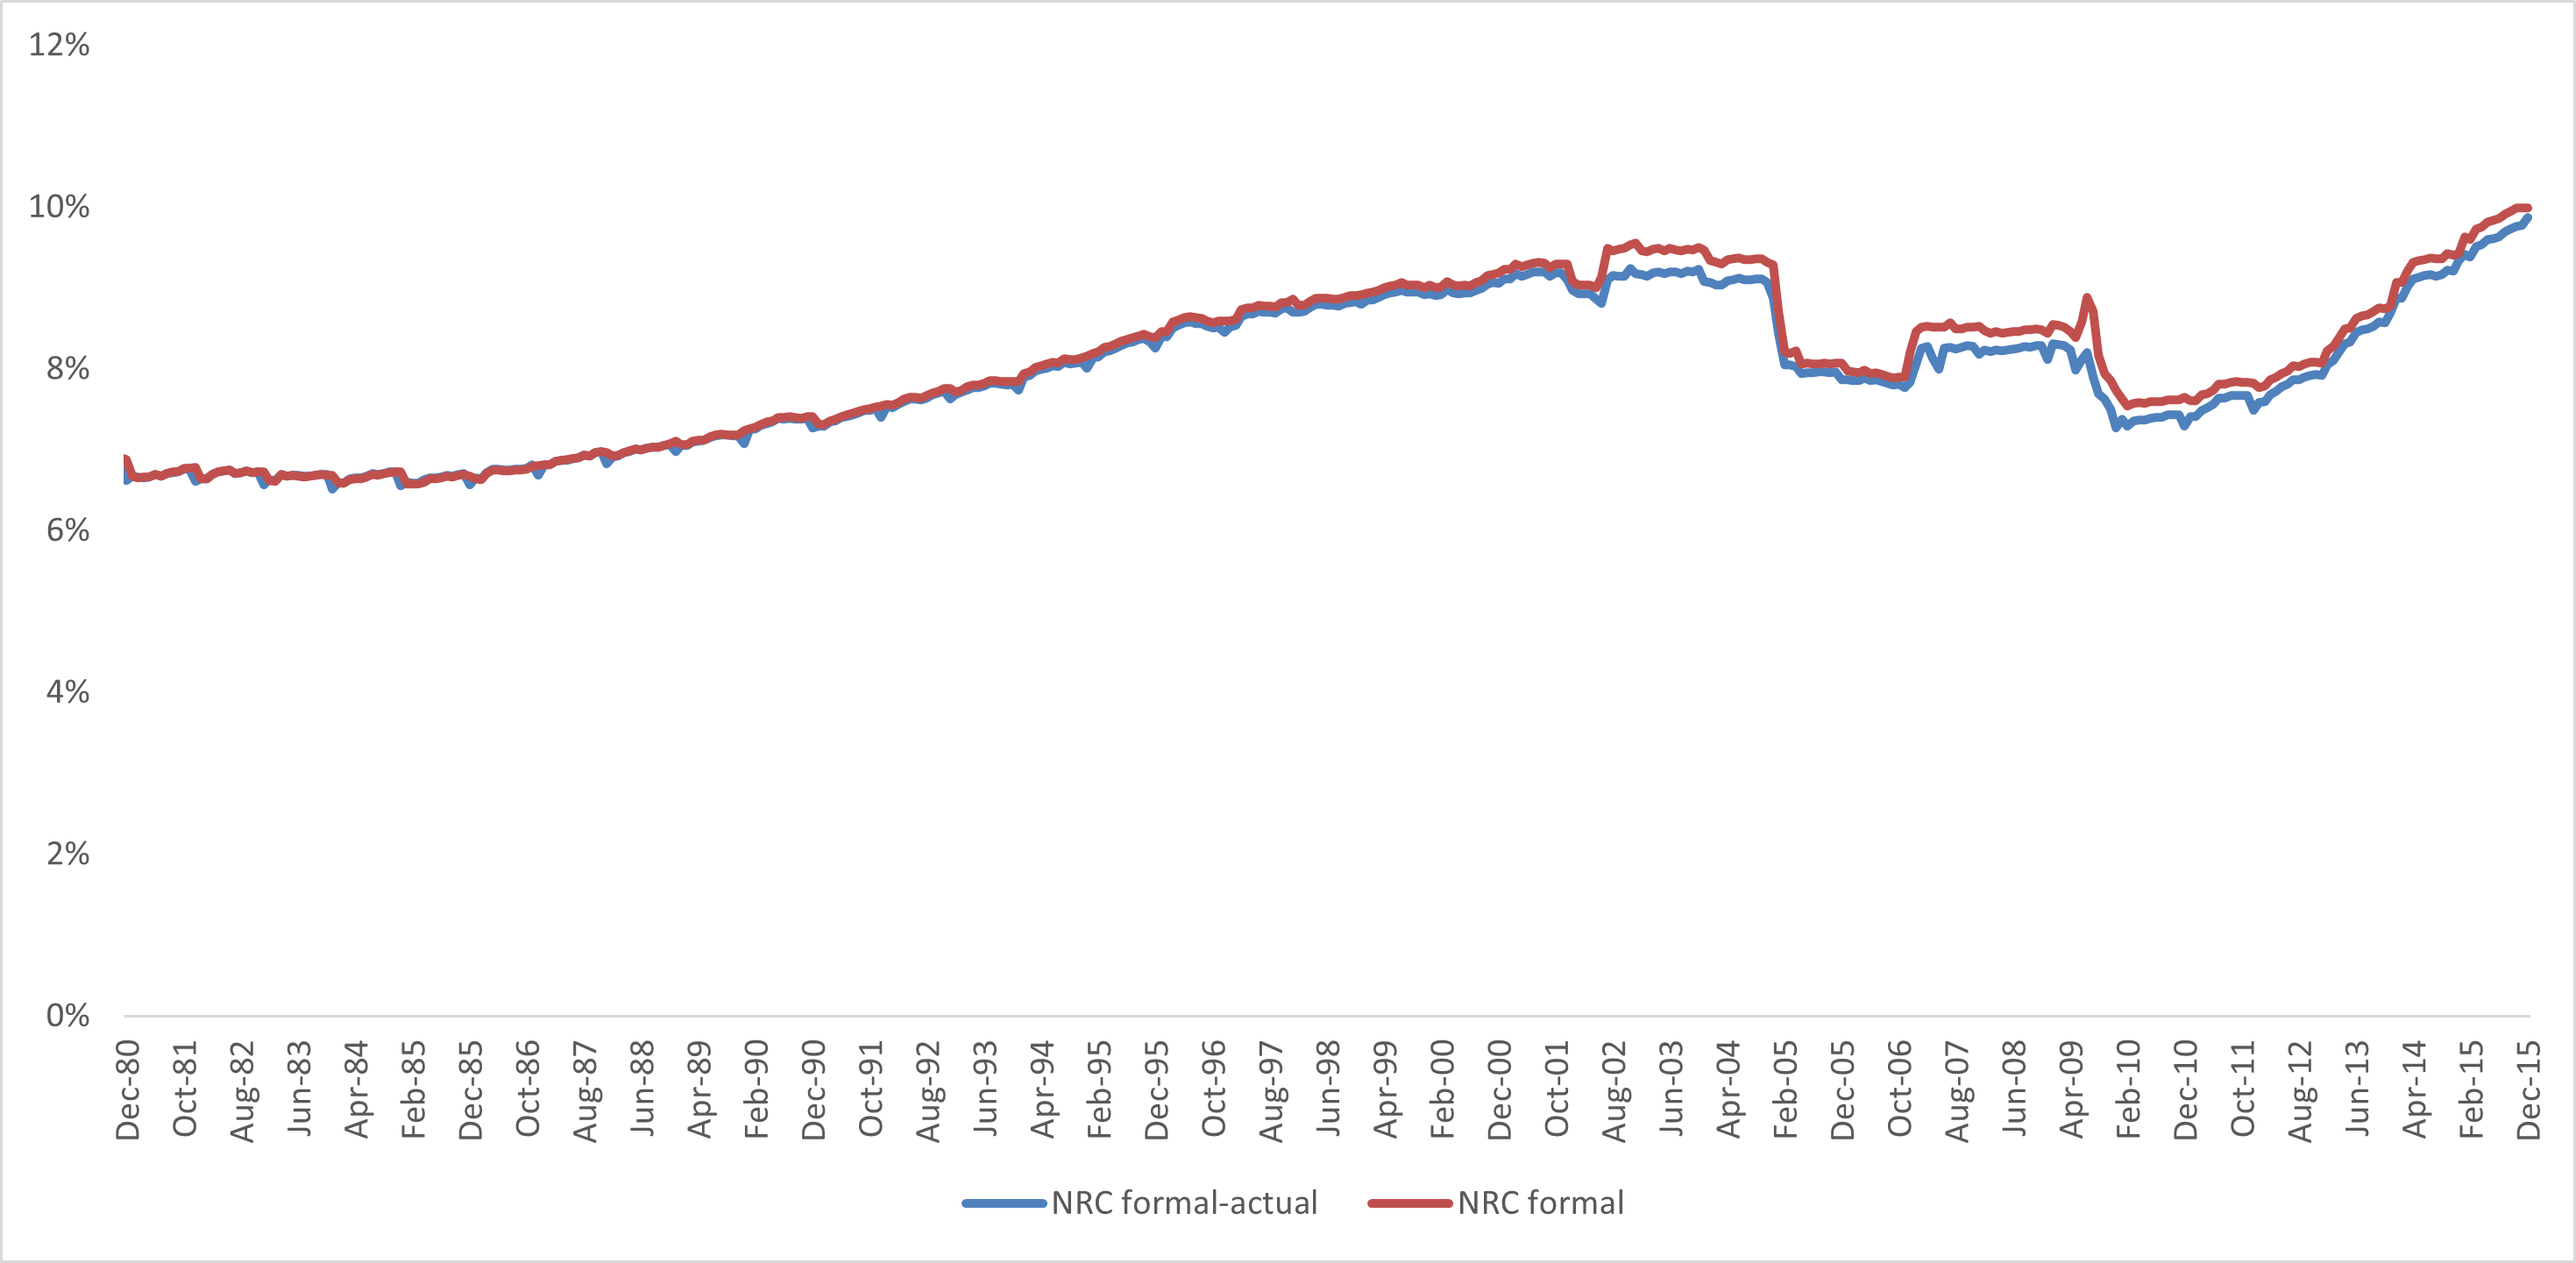 12%
10%
8%
6%
4%
2%
0%
Dec-80
Oct-81
Aug-82
Jun-83
Apr-84
Feb-85
Dec-85
Oct-86
Aug-87
Jun-88
Apr-89
Feb-90
Dec-90
Oct-91
Aug-92
Jun-93
Apr-94
Feb-95
Dec-95
Oct-96
Aug-97
Jun-98
Apr-99
Feb-00
Dec-00
Oct-01
Aug-02
Jun-03
Apr-04
Feb-05
Dec-05
Oct-06
Aug-07
Jun-08
Apr-09
Feb-10
Dec-10
Oct-11
Aug-12
Jun-13
Apr-14
Feb-15
Dec-15
NRC formal-actual
NRC formal